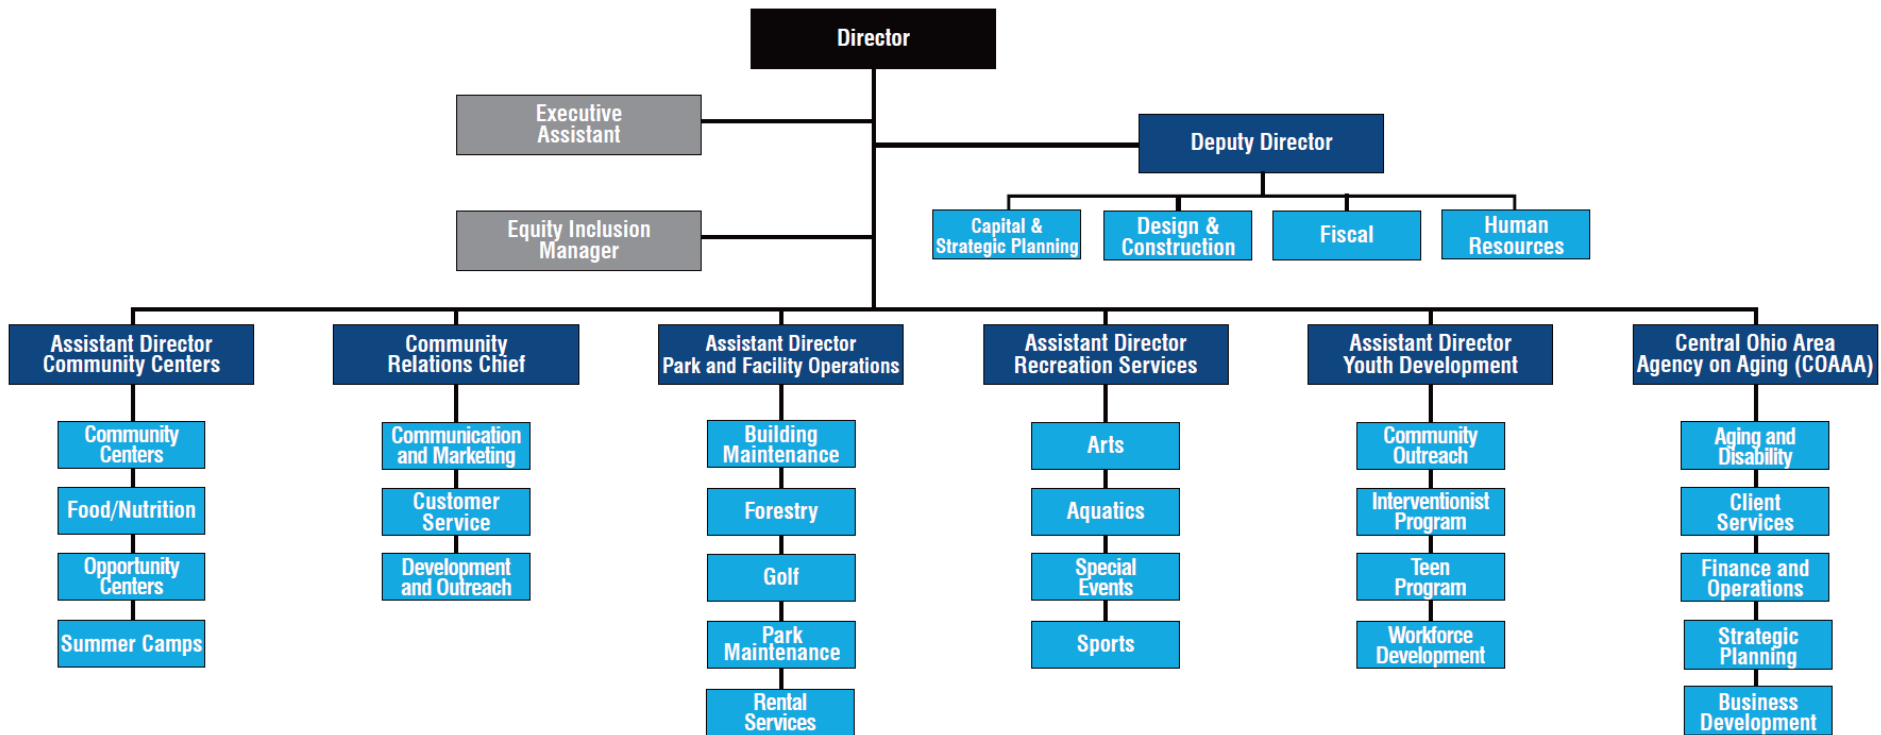 Director
Executive
Assistant
Deputy Director
Equity Inclusion
Manager
Capital &
Strategic Planning
Design &
Construction
Fiscal
Human
Resources
Assistant Director
Community Centers
Community
Centers
Food/Nutrition
Opportunity
Centers
Summer Camps
Community
Relations Chief
Communication
and Marketing
Customer
Service
Development
and Outreach
Assistant Director
Park and Facility Operations
Building
Maintenance
Forestry
Golf
Park
Maintenance
Rental
Services
Assistant Director
Recreation Services
Arts
Aquatics
Special
Events
Sports
Assistant Director
Youth Development
Community
Outreach
Interventionist
Program
Teen
Program
Workforce
Development
Central Ohio Area
Agency on Aging (COAAA)
Aging and
Disability
Client
Services
Finance and
Operations
Strategic
Planning
Business
Development